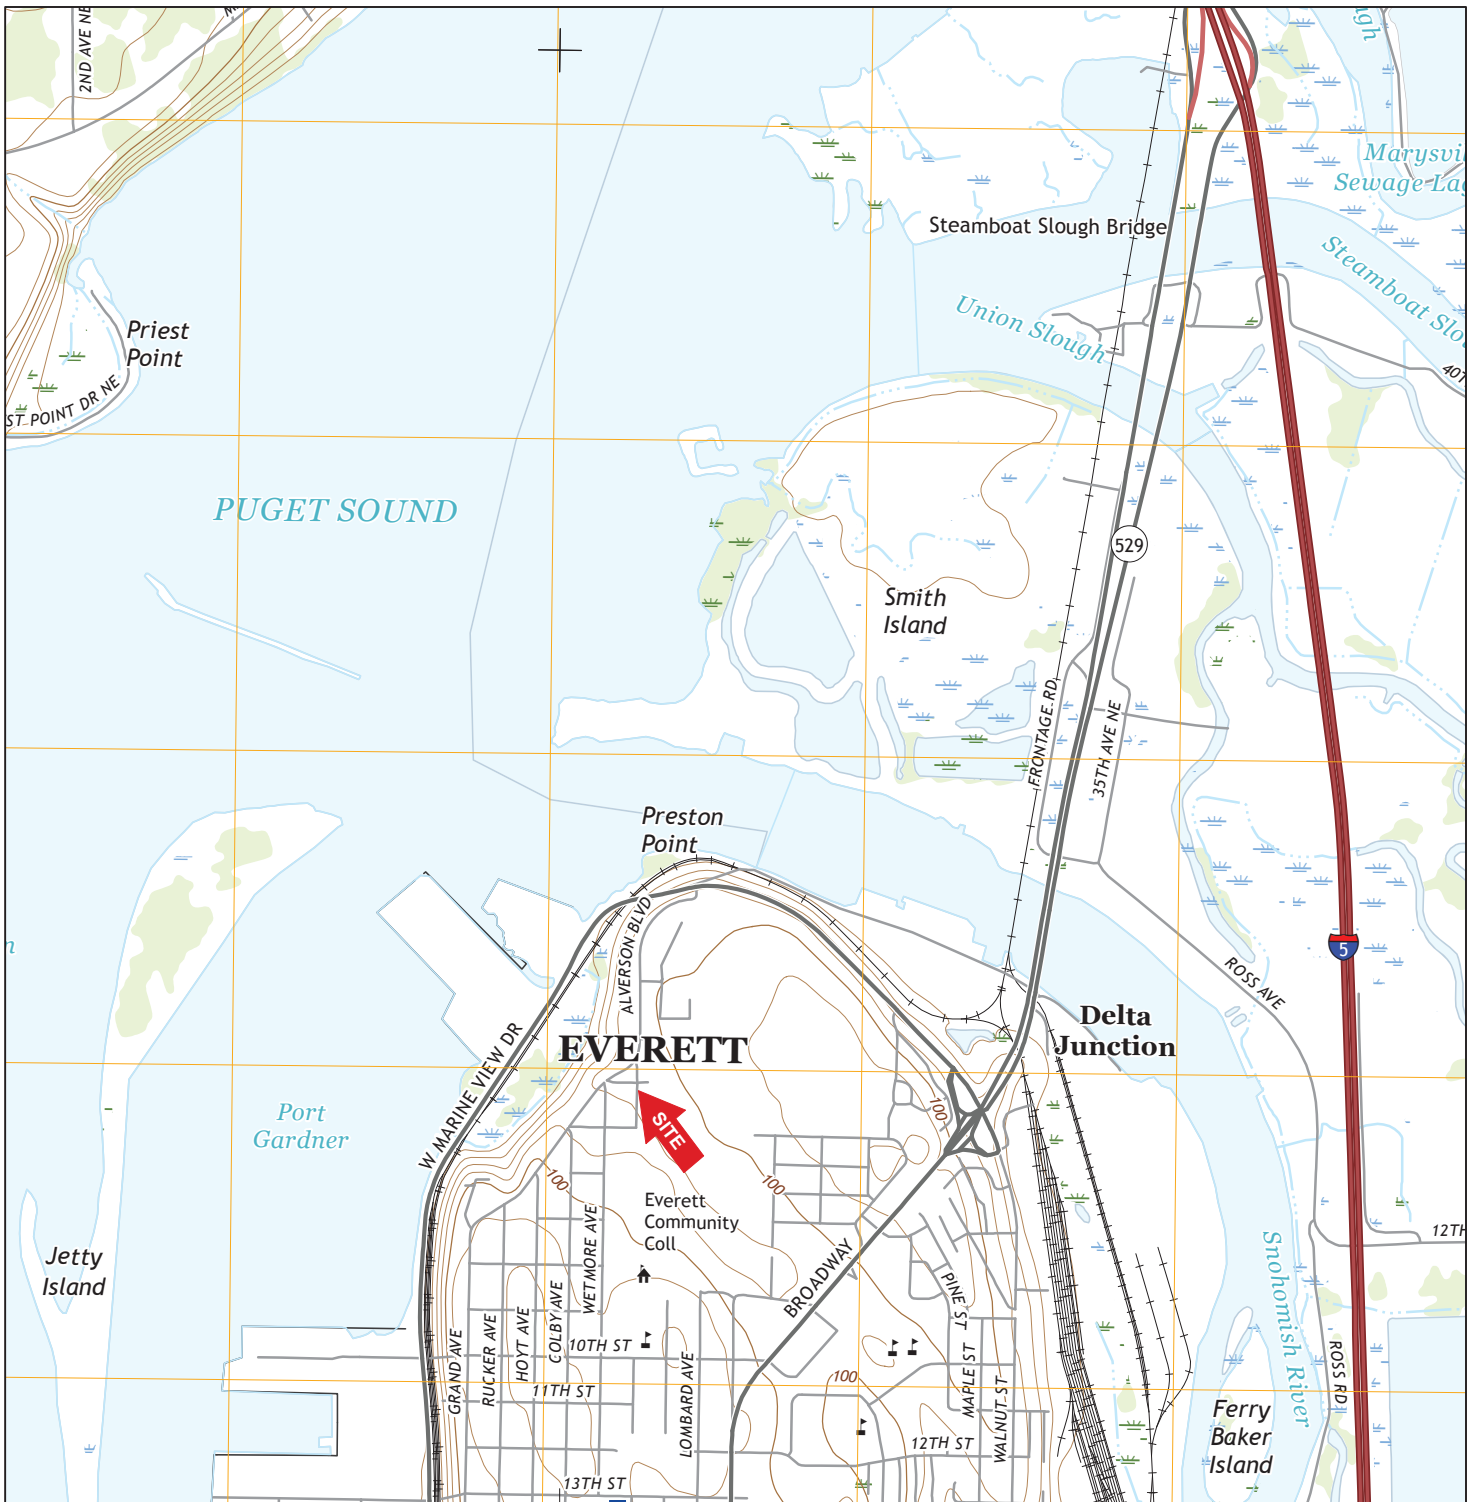 2ND AVE NE
Marysvi
Sewage Lag
Steamboat Slough Bridge
Steamboat Slo
Union Slough
Priest
Point
ST POINT DR NE
40T
PUGET SOUND
529
Smith
Island
FRONTAGE RD
35TH AVE NE
Preston
Point
ALVERSON BLVD
5
ROSS AVE
Delta
Junction
EVERETT
W MARINE VIEW DR
Port
Gardner
SITE
100
100
100
Everett
Community
Coll
WETMORE AVE
BROADWAY
12TH
Jetty
Island
PINE ST
Snohomish River
GRAND AVE
RUCKER AVE
HOYT AVE
COLBY AVE
10TH ST
LOMBARD AVE
11TH ST
100
MAPLE ST
WALNUT ST
ROSS RD
Ferry
Baker
Island
12TH ST
13TH ST